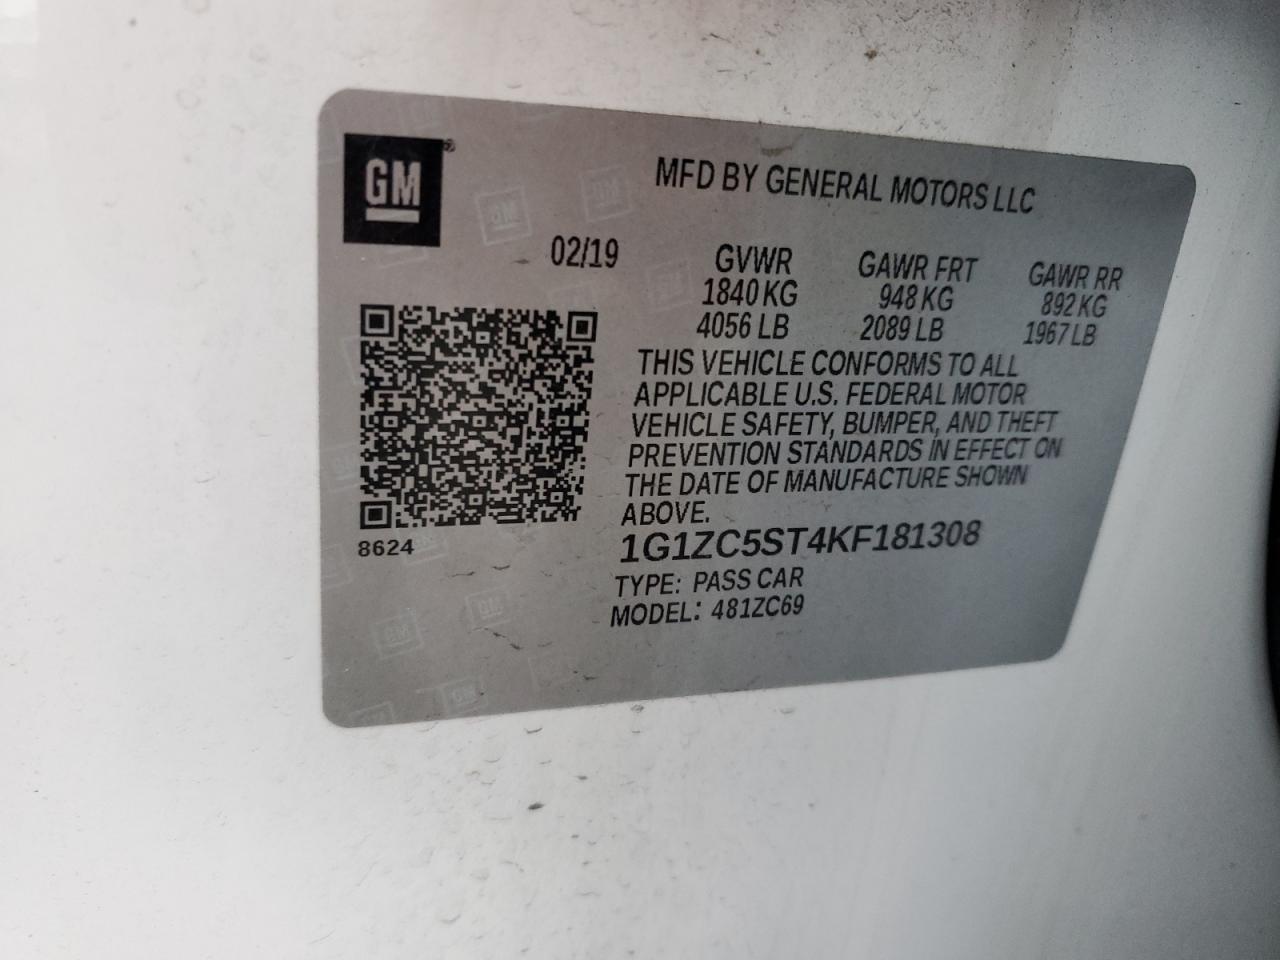 GM®
MFD BY GENERAL MOTORS LLC
02/19
GVWR GAWR FRT GAWR RR
1840 KG 948 KG 892 KG
4056 LB 2089 LB 1967 LB
THIS VEHICLE CONFORMS TO ALL
APPLICABLE U.S. FEDERAL MOTOR
VEHICLE SAFETY, BUMPER, AND THEFT
PREVENTION STANDARDS IN EFFECT ON
THE DATE OF MANUFACTURE SHOWN
ABOVE.
8624
1G1ZC5ST4KF181308
TYPE: PASS CAR
MODEL: 481ZC69